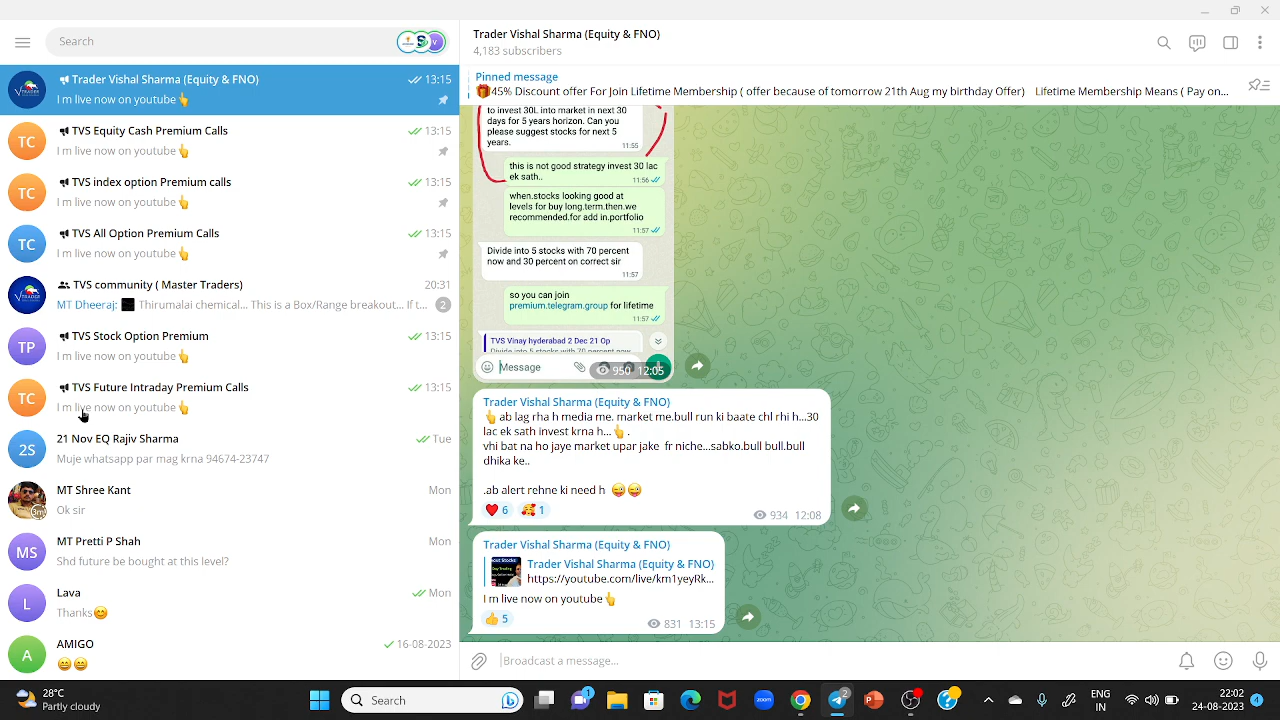 Search
Trader Vishal Sharma (Equity & FNO)
13:15
I m live now on youtube👆
TC
TVS Equity Cash Premium Calls
13:15
I m live now on youtube👆
TC
TVS index option Premium calls
13:15
I m live now on youtube👆
TC
TVS All Option Premium Calls
13:15
I m live now on youtube👆
TVS community ( Master Traders)
20:31
MT Dheeraj: Thirumalai chemical... This is a Box/Range breakout... If t...
2
TP
TVS Stock Option Premium
13:15
I m live now on youtube👆
TC
TVS Future Intraday Premium Calls
13:15
I m live now on youtube👆
2S
21 Nov EQ Rajiv Sharma
Tue
Muje whatsapp par mag krna 94674-23747
MT Shree Kant
Mon
Ok sir
MS
MT Pretti P Shah
Mon
Shd future be bought at this level?
L
Lava
Mon
Thanks😊
A
AMIGO
16-08-2023
😄😄
Trader Vishal Sharma (Equity & FNO)
4,183 subscribers
Pinned message
🎁45% Discount offer For Join Lifetime Membership ( offer because of tomorrow 21th Aug my birthday Offer) Lifetime Membership Means ( Pay on...
to invest 30L into market in next 30
days for 5 years horizon. Can you
please suggest stocks for next 5
years.
11:55
this is not good strategy invest 30 lac
ek sath..
11:56
when.stocks looking good at
levels for buy long.term.then.we
recommended.for add in.portfolio
11:57
Divide into 5 stocks with 70 percent
now and 30 percent on correct sir
11:57
so you can join
premium.telegram.group for lifetime
11:57
TVS Vinay hyderabad 2 Dec 21 Op
Divide into 5 stocks with 70 percent now
Message
950 12:05
Trader Vishal Sharma (Equity & FNO)
👆ab lag rha h media me. market me.bull run ki baate chl rhi h...30
lac ek sath invest krna h...👆.
vhi bat na ho jaye market upar jake fr niche...sabko.bull bull.bull
dhika ke..
.ab alert rehne ki need h 😜😜
❤️ 6 🥰 1
934 12:08
Trader Vishal Sharma (Equity & FNO)
Trader Vishal Sharma (Equity & FNO)
https://youtube.com/live/km1yeyRk...
I m live now on youtube👆
👍 5
831 13:15
Broadcast a message...
28°C
Partly cloudy
Search
1
zoom
2
ENG
IN
22:02
24-08-2023
4